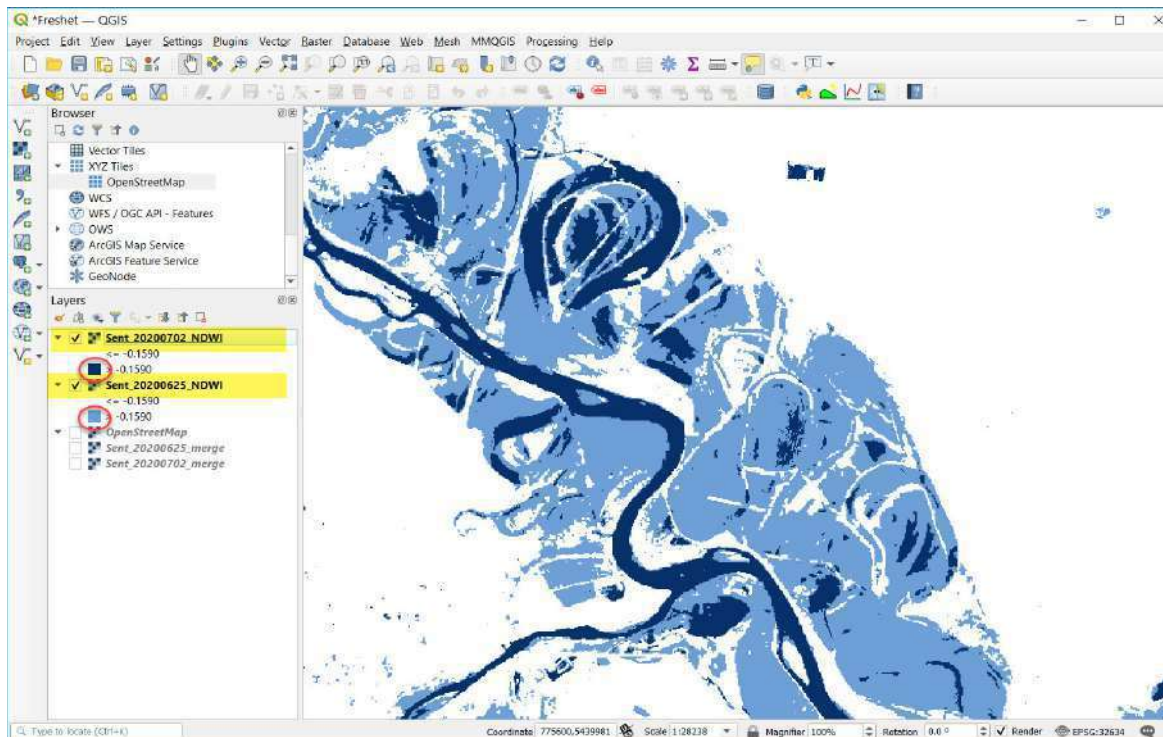 *Freshet — QGIS
Project Edit View Layer Settings Plugins Vector Raster Database Web Mesh MMQGIS Processing Help
Browser
Vector Tiles
XYZ Tiles
OpenStreetMap
WCS
WFS / OGC API - Features
OWS
ArcGIS Map Service
ArcGIS Feature Service
GeoNode
Layers
Sent_20200702_NDWI
<= -0.1590
> -0.1590
Sent_20200625_NDWI
<= -0.1590
-0.1590
OpenStreetMap
Sent_20200625_merge
Sent_20200702_merge
Type to locate (Ctrl+K) Coordinate 775600,5439981 Scale 1:28238 Magnifier 100% Rotation 0.0 ° Render EPSG:32634